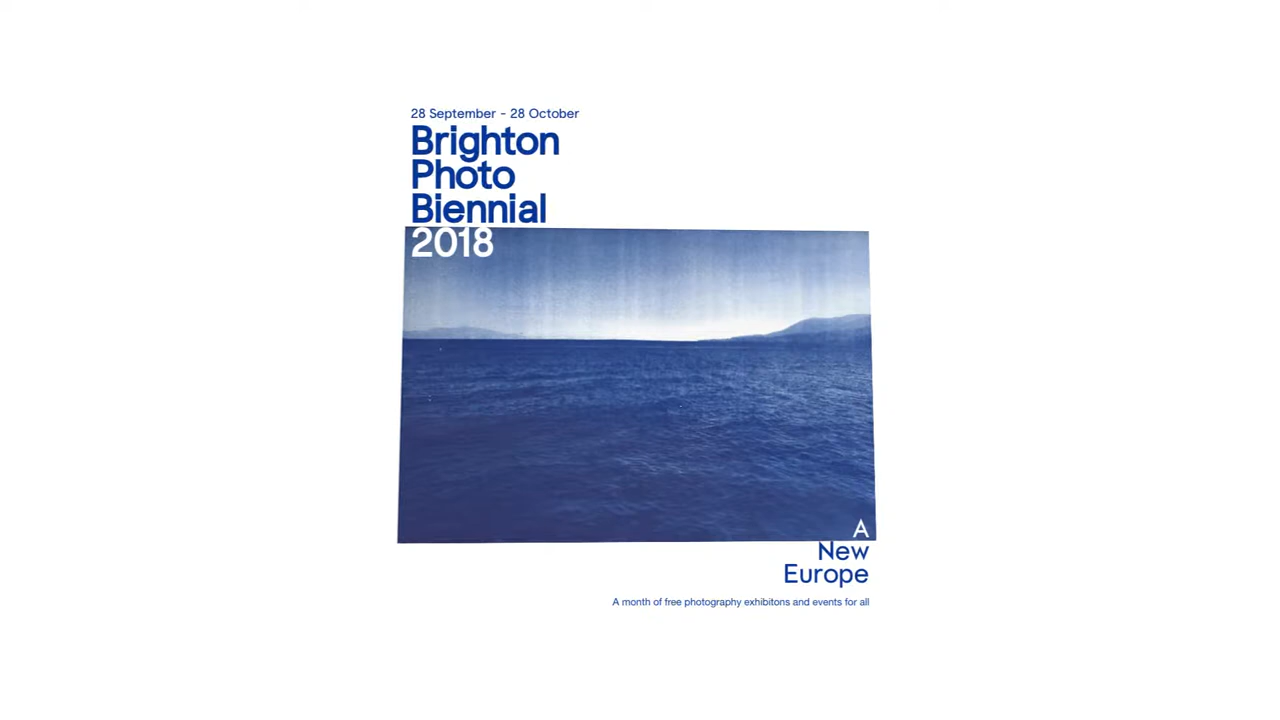 28 September - 28 October
Brighton
Photo
Biennial
2018
A
New
Europe
A month of free photography exhibitons and events for all